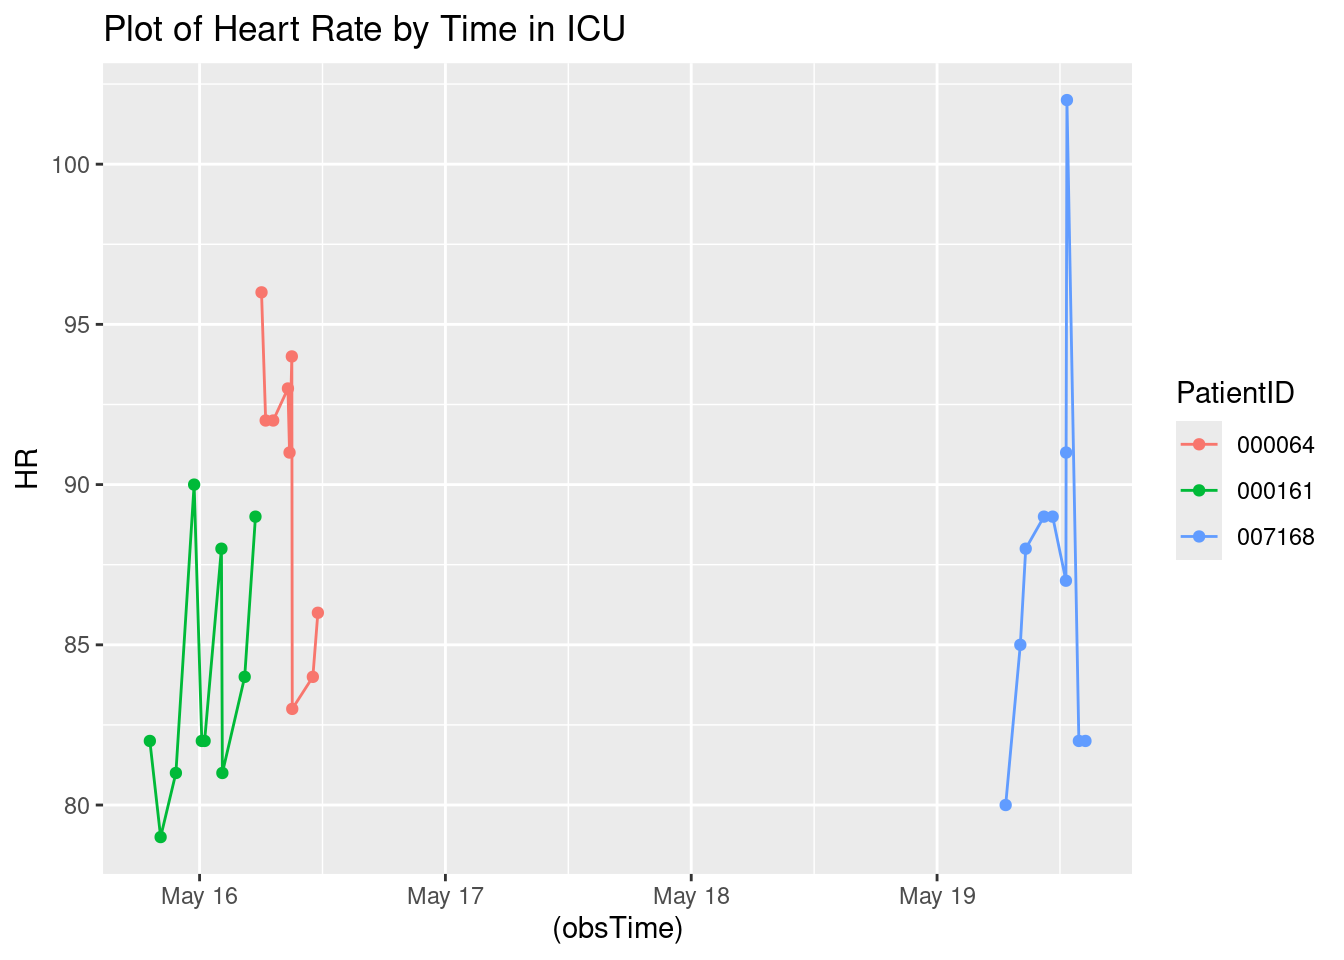 Plot of Heart Rate by Time in ICU
100
95
90
85
80
HR
May 16
May 17
May 18
May 19
(obsTime)
PatientID
000064
000161
007168